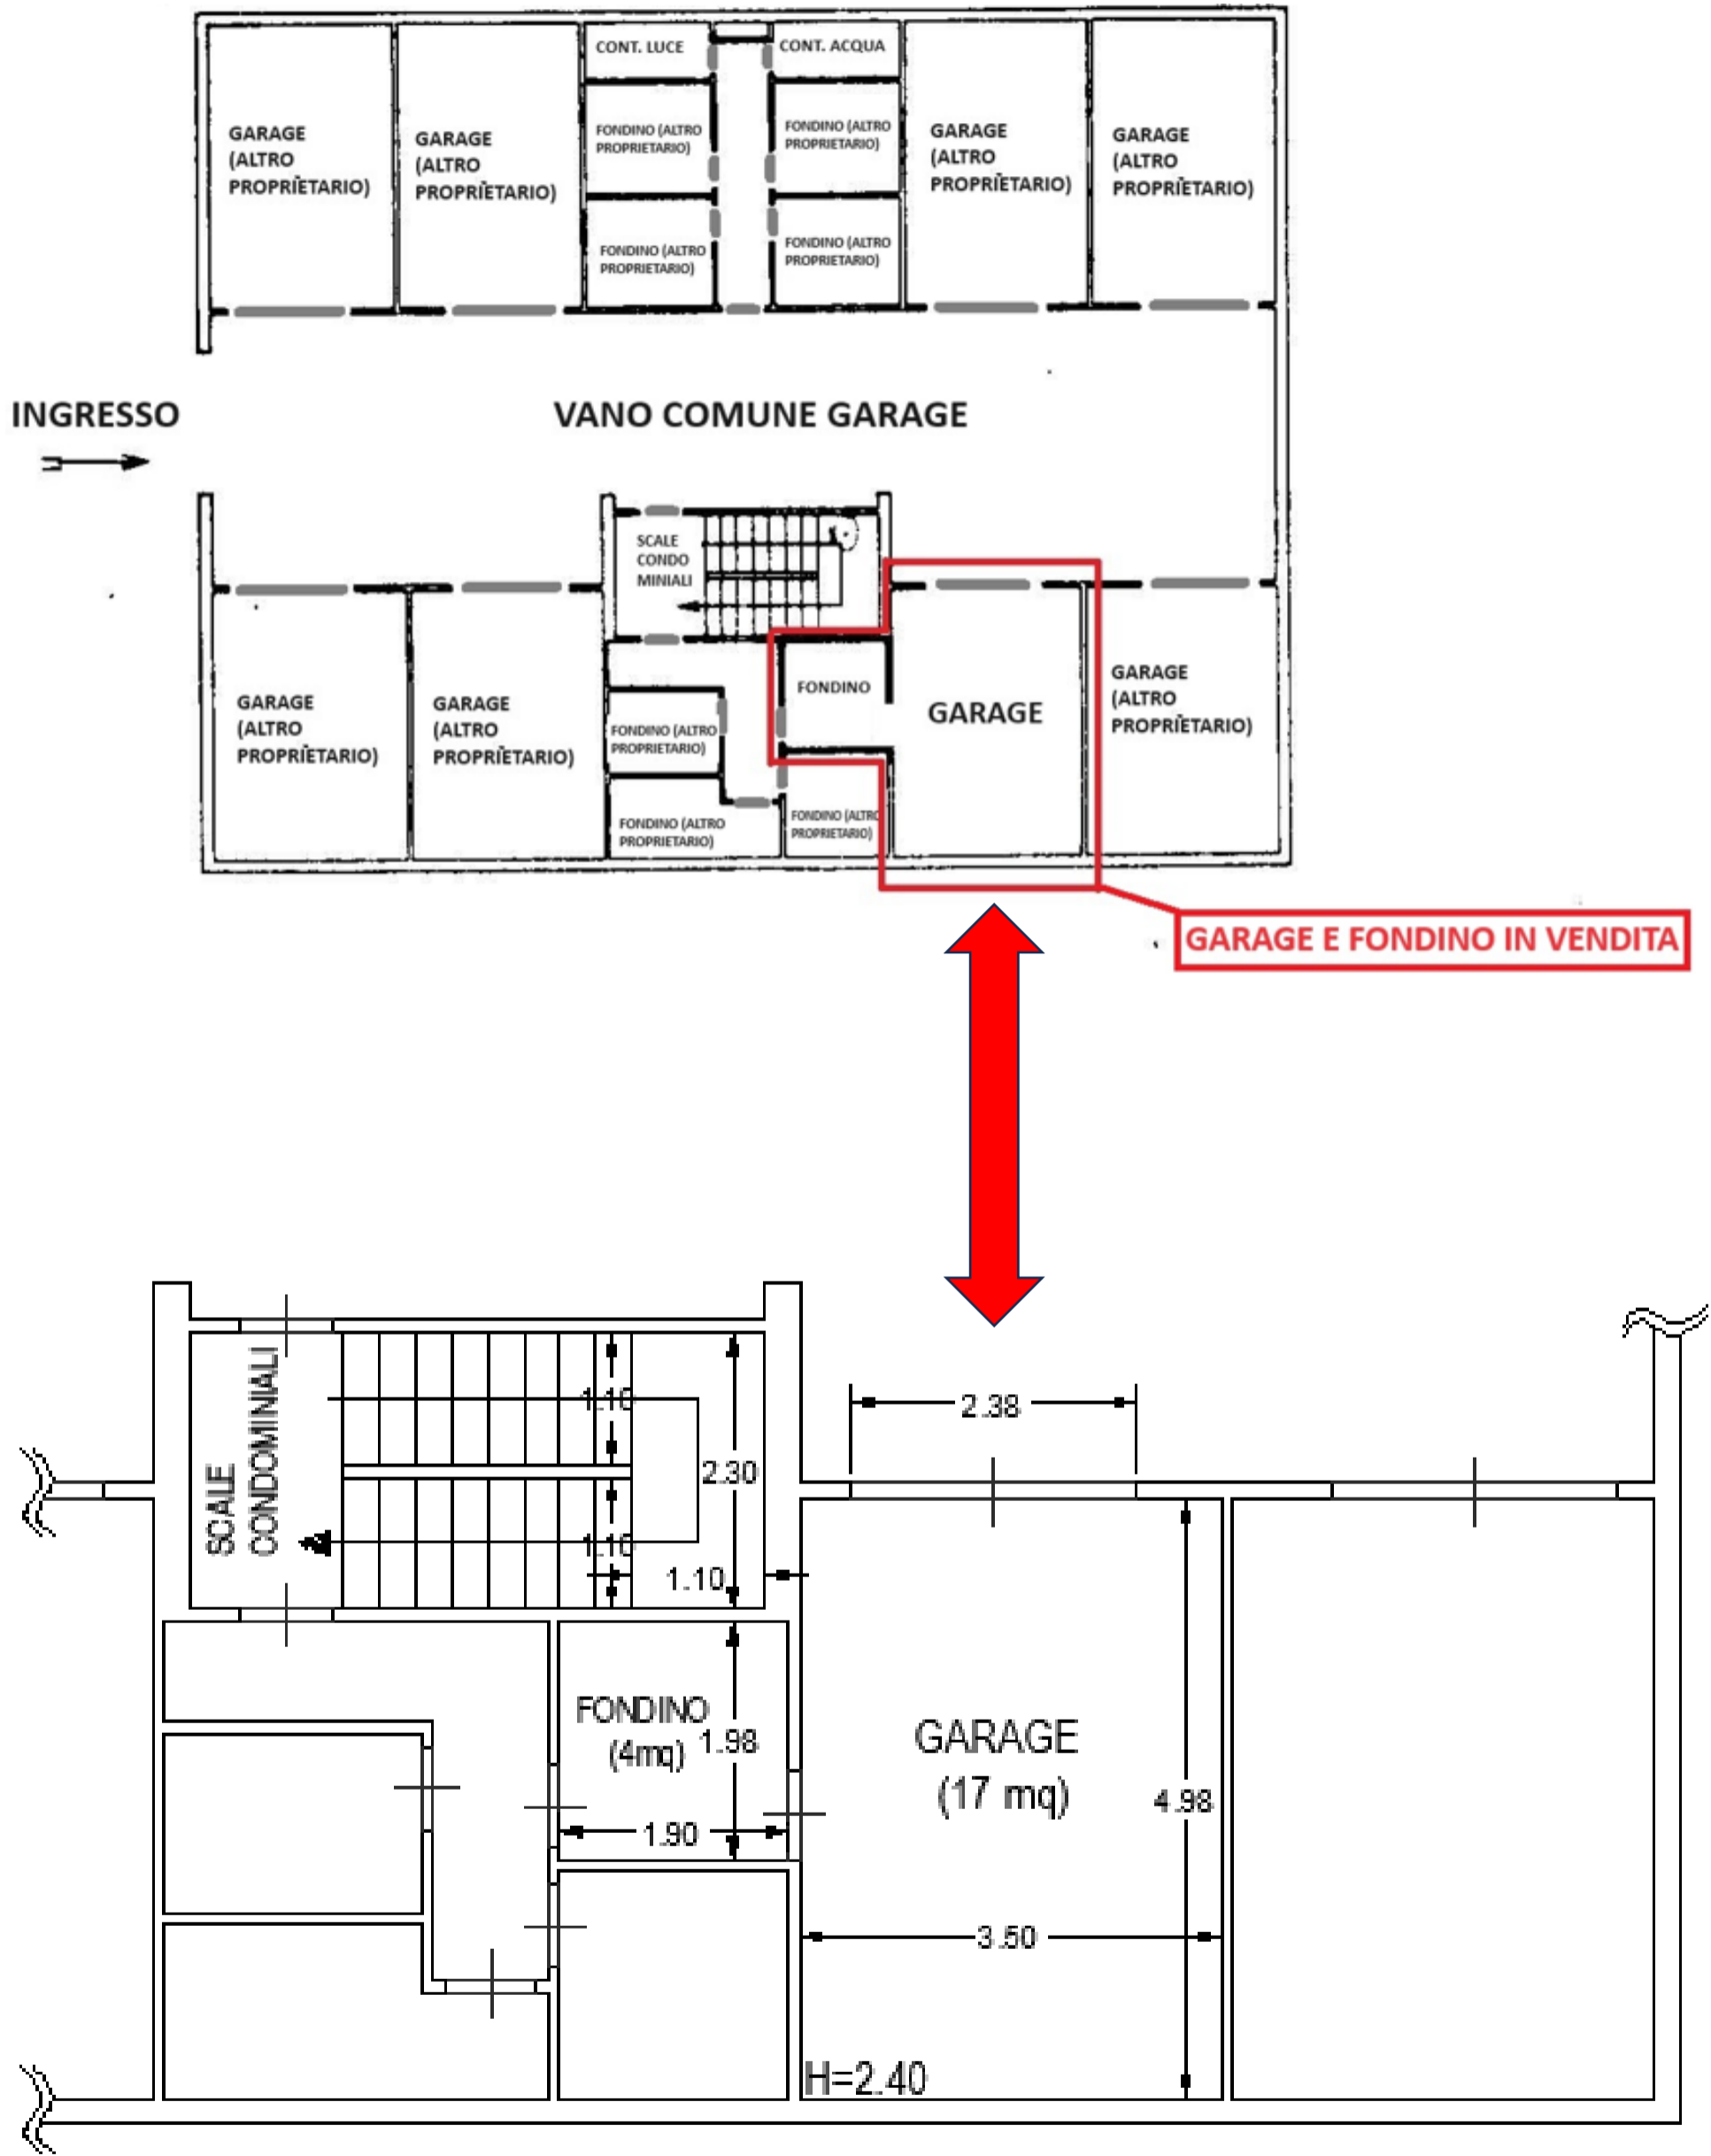 CONT. LUCE
CONT. ACQUA
GARAGE
(ALTRO
PROPRIETARIO)
GARAGE
(ALTRO
PROPRIETARIO)
FONDINO (ALTRO
PROPRIETARIO)
FONDINO (ALTRO
PROPRIETARIO)
GARAGE
(ALTRO
PROPRIETARIO)
GARAGE
(ALTRO
PROPRIETARIO)
FONDINO (ALTRO
PROPRIETARIO)
FONDINO (ALTRO
PROPRIETARIO)
INGRESSO
VANO COMUNE GARAGE
SCALE
CONDO
MINIALI
GARAGE
(ALTRO
PROPRIETARIO)
GARAGE
(ALTRO
PROPRIETARIO)
FONDINO (ALTRO
PROPRIETARIO)
FONDINO
GARAGE
GARAGE
(ALTRO
PROPRIETARIO)
FONDINO (ALTRO
PROPRIETARIO)
FONDINO (ALTRO
PROPRIETARIO)
GARAGE E FONDINO IN VENDITA
SCALE
CONDOMINIALI
1.10
2.30
1.10
1.10
2.38
FONDINO
(4mq)
1.98
1.90
GARAGE
(17 mq)
4.98
3.50
H=2.40